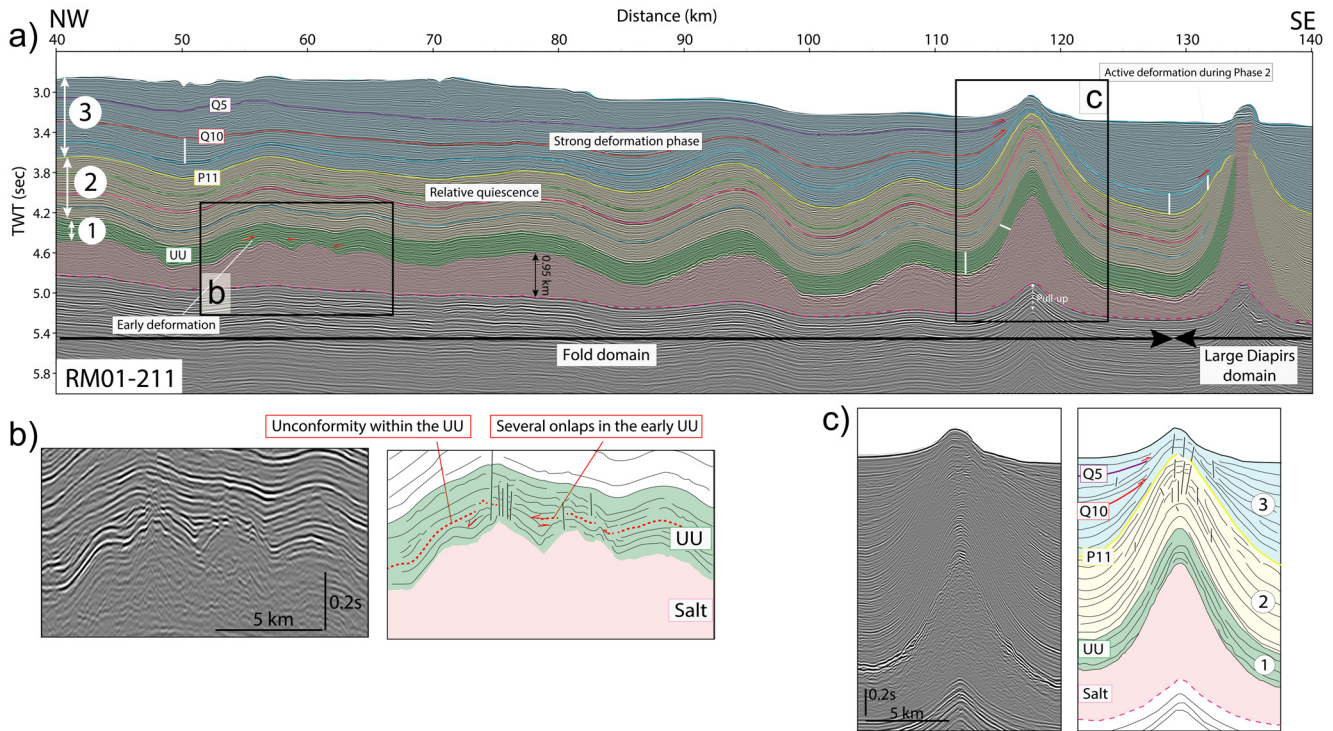 a)
NW
Distance (km)
SE
40 50 60 70 80 90 100 110 120 130 140
TWT (sec)
3.0
3.4
3.8
4.2
4.6
5.0
5.4
5.8
3
2
1
Q5
Q10
P11
UU
Strong deformation phase
Relative quiescence
Active deformation during Phase 2
c
b
Early deformation
0.95 km
Pull-up
Fold domain
Large Diapirs
domain
RM01-211
b)
Unconformity within the UU
Several onlaps in the early UU
0.2s
5 km
UU
Salt
c)
0.2s
5 km
Q5
Q10
P11
UU
Salt
3
2
1